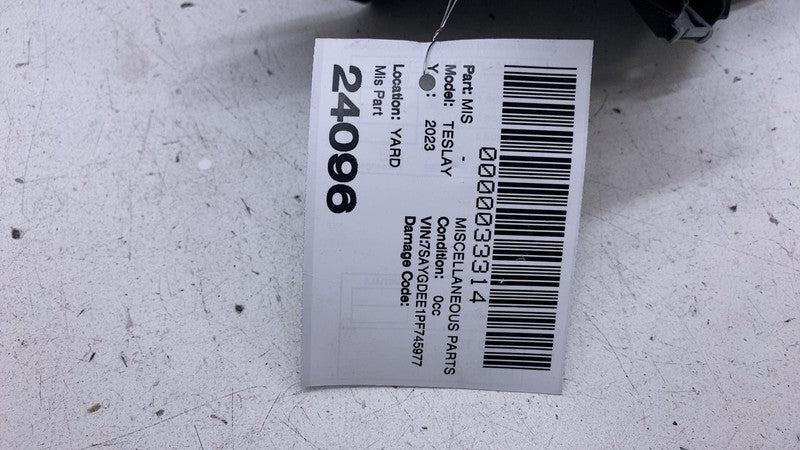 0000033314
Part: MIS - MISCELLANEOUS PARTS
Model: TESLAY Condition: 0cc
Y : 2023 VIN:7SAYGDEE1PF745977
Damage Code:
Location: YARD
Mis Part
24096